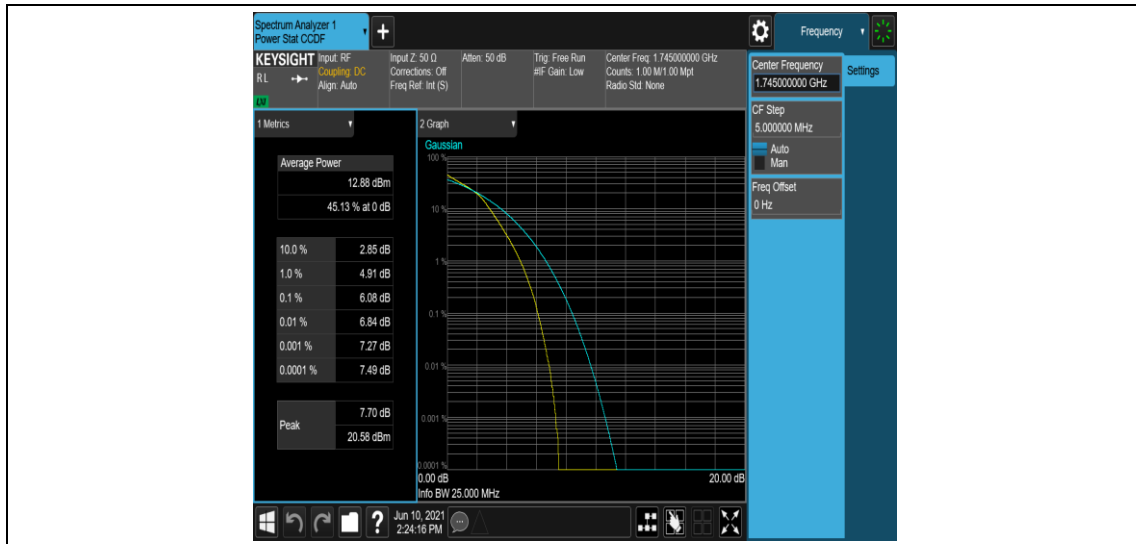 Spectrum Analyzer 1
Power Stat CCDF
+
Frequency
KEYSIGHT
RL
LXI
Input: RF
Coupling: DC
Align: Auto
Input Z: 50 Ω
Corrections: Off
Freq Ref: Int (S)
Atten: 50 dB
Trig: Free Run
#IF Gain: Low
Center Freq: 1.745000000 GHz
Counts: 1.00 M/1.00 Mpt
Radio Std: None
Center Frequency
1.745000000 GHz
Settings
CF Step
5.000000 MHz
Auto
Man
Freq Offset
0 Hz
1 Metrics
Average Power
12.88 dBm
45.13 % at 0 dB
10.0 % 2.85 dB
1.0 % 4.91 dB
0.1 % 6.08 dB
0.01 % 6.84 dB
0.001 % 7.27 dB
0.0001 % 7.49 dB
Peak
7.70 dB
20.58 dBm
2 Graph
Gaussian
100 %
10 %
1 %
0.1 %
0.01 %
0.001 %
0.0001 %
0.00 dB 20.00 dB
Info BW 25.000 MHz
?
Jun 10, 2021
2:24:16 PM